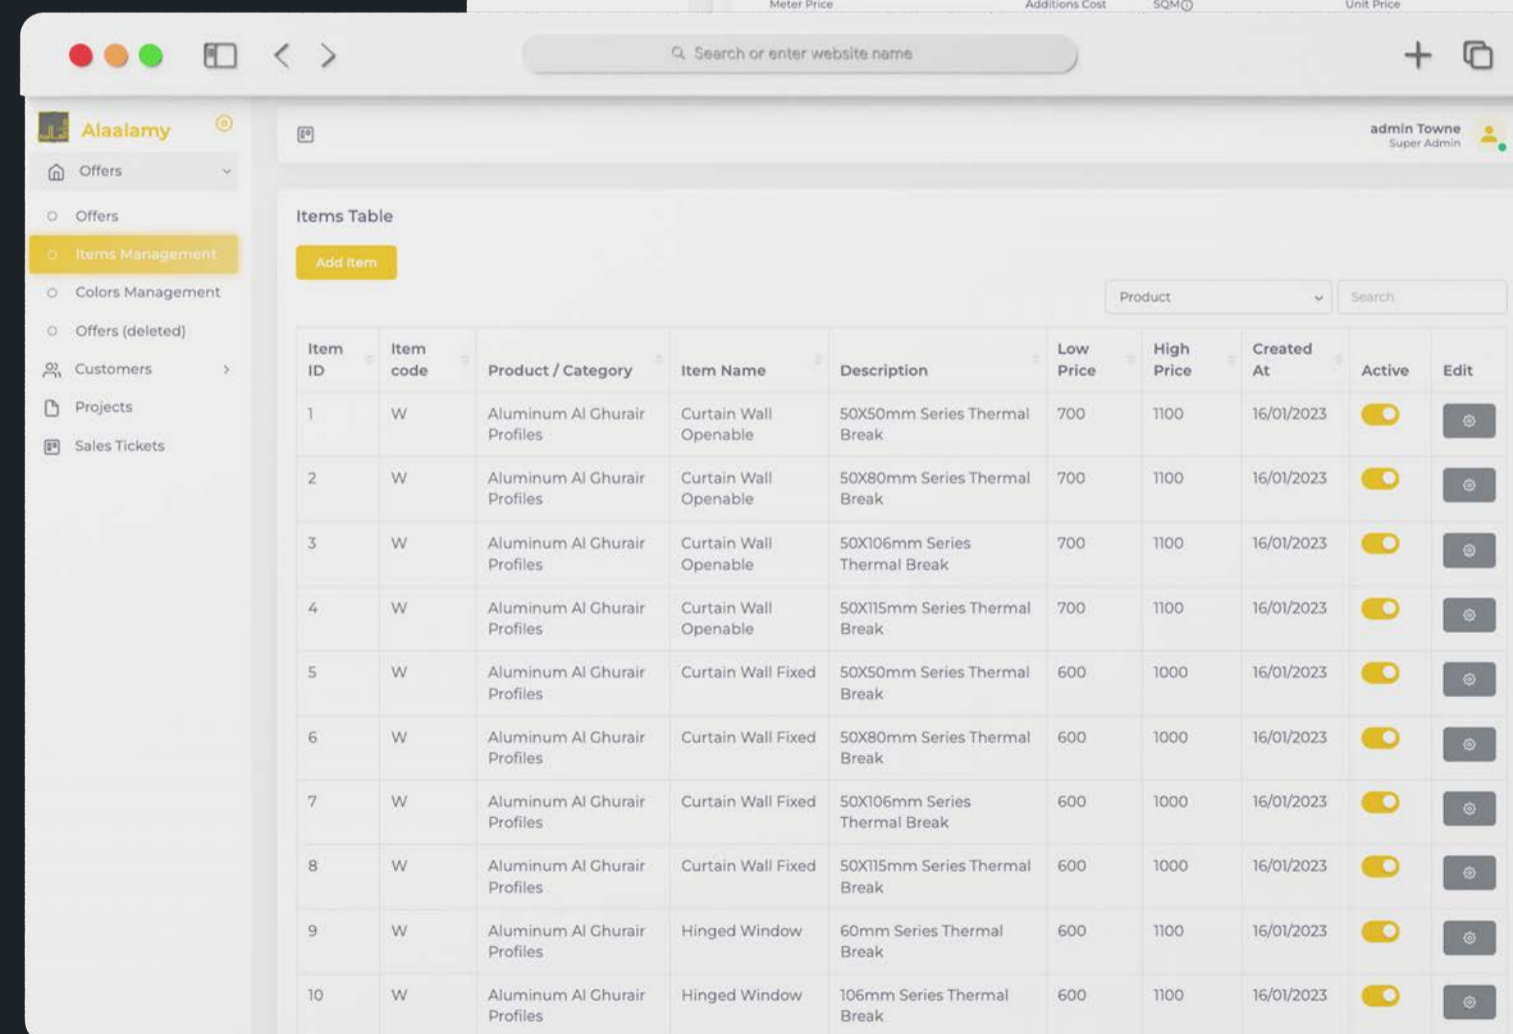 Meter Price Additions Cost SQM Unit Price
Search or enter website name
Alaalamy
admin Towne
Super Admin
Offers
Offers
Items Management
Colors Management
Offers (deleted)
Customers
Projects
Sales Tickets
Items Table
Add Item
Product
Search
Item ID
Item code
Product / Category
Item Name
Description
Low Price
High Price
Created At
Active
Edit
1 W Aluminum Al Ghurair Profiles Curtain Wall Openable 50X50mm Series Thermal Break 700 1100 16/01/2023
2 W Aluminum Al Ghurair Profiles Curtain Wall Openable 50X80mm Series Thermal Break 700 1100 16/01/2023
3 W Aluminum Al Ghurair Profiles Curtain Wall Openable 50X106mm Series Thermal Break 700 1100 16/01/2023
4 W Aluminum Al Ghurair Profiles Curtain Wall Openable 50X115mm Series Thermal Break 700 1100 16/01/2023
5 W Aluminum Al Ghurair Profiles Curtain Wall Fixed 50X50mm Series Thermal Break 600 1000 16/01/2023
6 W Aluminum Al Ghurair Profiles Curtain Wall Fixed 50X80mm Series Thermal Break 600 1000 16/01/2023
7 W Aluminum Al Ghurair Profiles Curtain Wall Fixed 50X106mm Series Thermal Break 600 1000 16/01/2023
8 W Aluminum Al Ghurair Profiles Curtain Wall Fixed 50X115mm Series Thermal Break 600 1000 16/01/2023
9 W Aluminum Al Ghurair Profiles Hinged Window 60mm Series Thermal Break 600 1100 16/01/2023
10 W Aluminum Al Ghurair Profiles Hinged Window 106mm Series Thermal Break 600 1100 16/01/2023